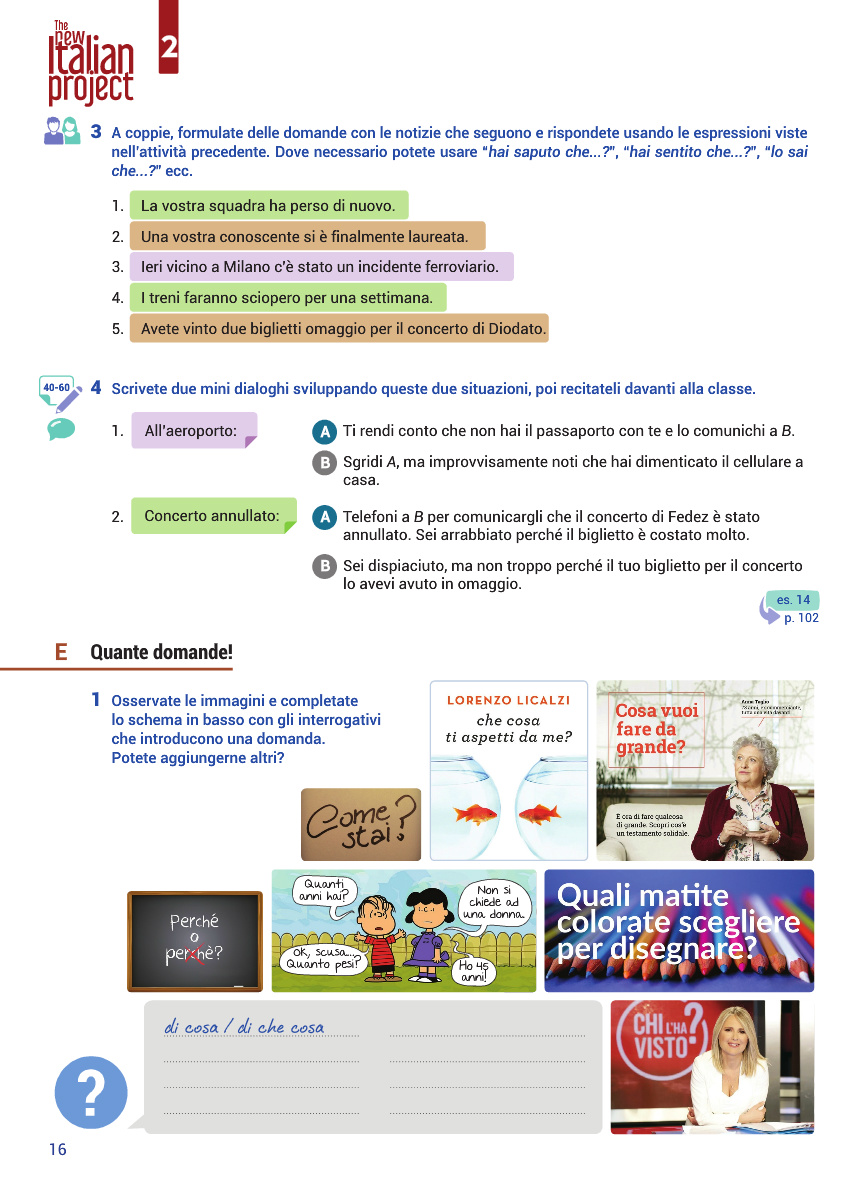 The
new
Italian
project
2
3 A coppie, formulate delle domande con le notizie che seguono e rispondete usando le espressioni viste
nell'attività precedente. Dove necessario potete usare "hai saputo che...?", "hai sentito che...?", "lo sai
che...?" ecc.
1. La vostra squadra ha perso di nuovo.
2. Una vostra conoscente si è finalmente laureata.
3. Ieri vicino a Milano c'è stato un incidente ferroviario.
4. I treni faranno sciopero per una settimana.
5. Avete vinto due biglietti omaggio per il concerto di Diodato.
40-60
4 Scrivete due mini dialoghi sviluppando queste due situazioni, poi recitateli davanti alla classe.
1. All'aeroporto:
A Ti rendi conto che non hai il passaporto con te e lo comunichi a B.
B Sgridi A, ma improvvisamente noti che hai dimenticato il cellulare a
casa.
2. Concerto annullato:
A Telefoni a B per comunicargli che il concerto di Fedez è stato
annullato. Sei arrabbiato perché il biglietto è costato molto.
B Sei dispiaciuto, ma non troppo perché il tuo biglietto per il concerto
lo avevi avuto in omaggio.
es. 14
p. 102
E Quante domande!
1 Osservate le immagini e completate
lo schema in basso con gli interrogativi
che introducono una domanda.
Potete aggiungerne altri?
LORENZO LICALZI
che cosa
ti aspetti da me?
Cosa vuoi
fare da
grande?
Anna Taglio
È ora di fare qualcosa
di grande. Scopri cos'è
un testamento solidale.
Come
stai?
Perché
o
perchè?
Quanti
anni hai?
Non si
chiede ad
una donna..
Ok, scusa...
Quanto pesi?
Ho 45
anni!
Quali matite
colorate scegliere
per disegnare?
di cosa / di che cosa
?
CHI L'HA
VISTO?
16